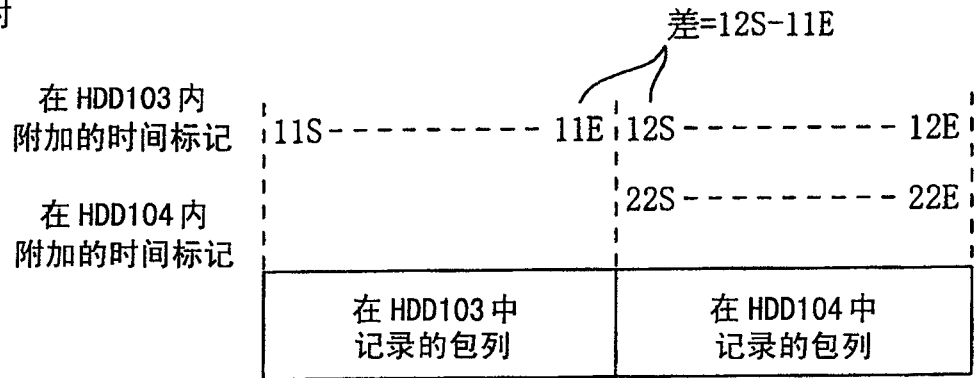 差=12S-11E
在HDD103内
附加的时间标记
11S - - - - - - - - - 11E 12S - - - - - - - - - 12E
在HDD104内
附加的时间标记
22S - - - - - - - - - 22E
在HDD103中
记录的包列
在HDD104中
记录的包列